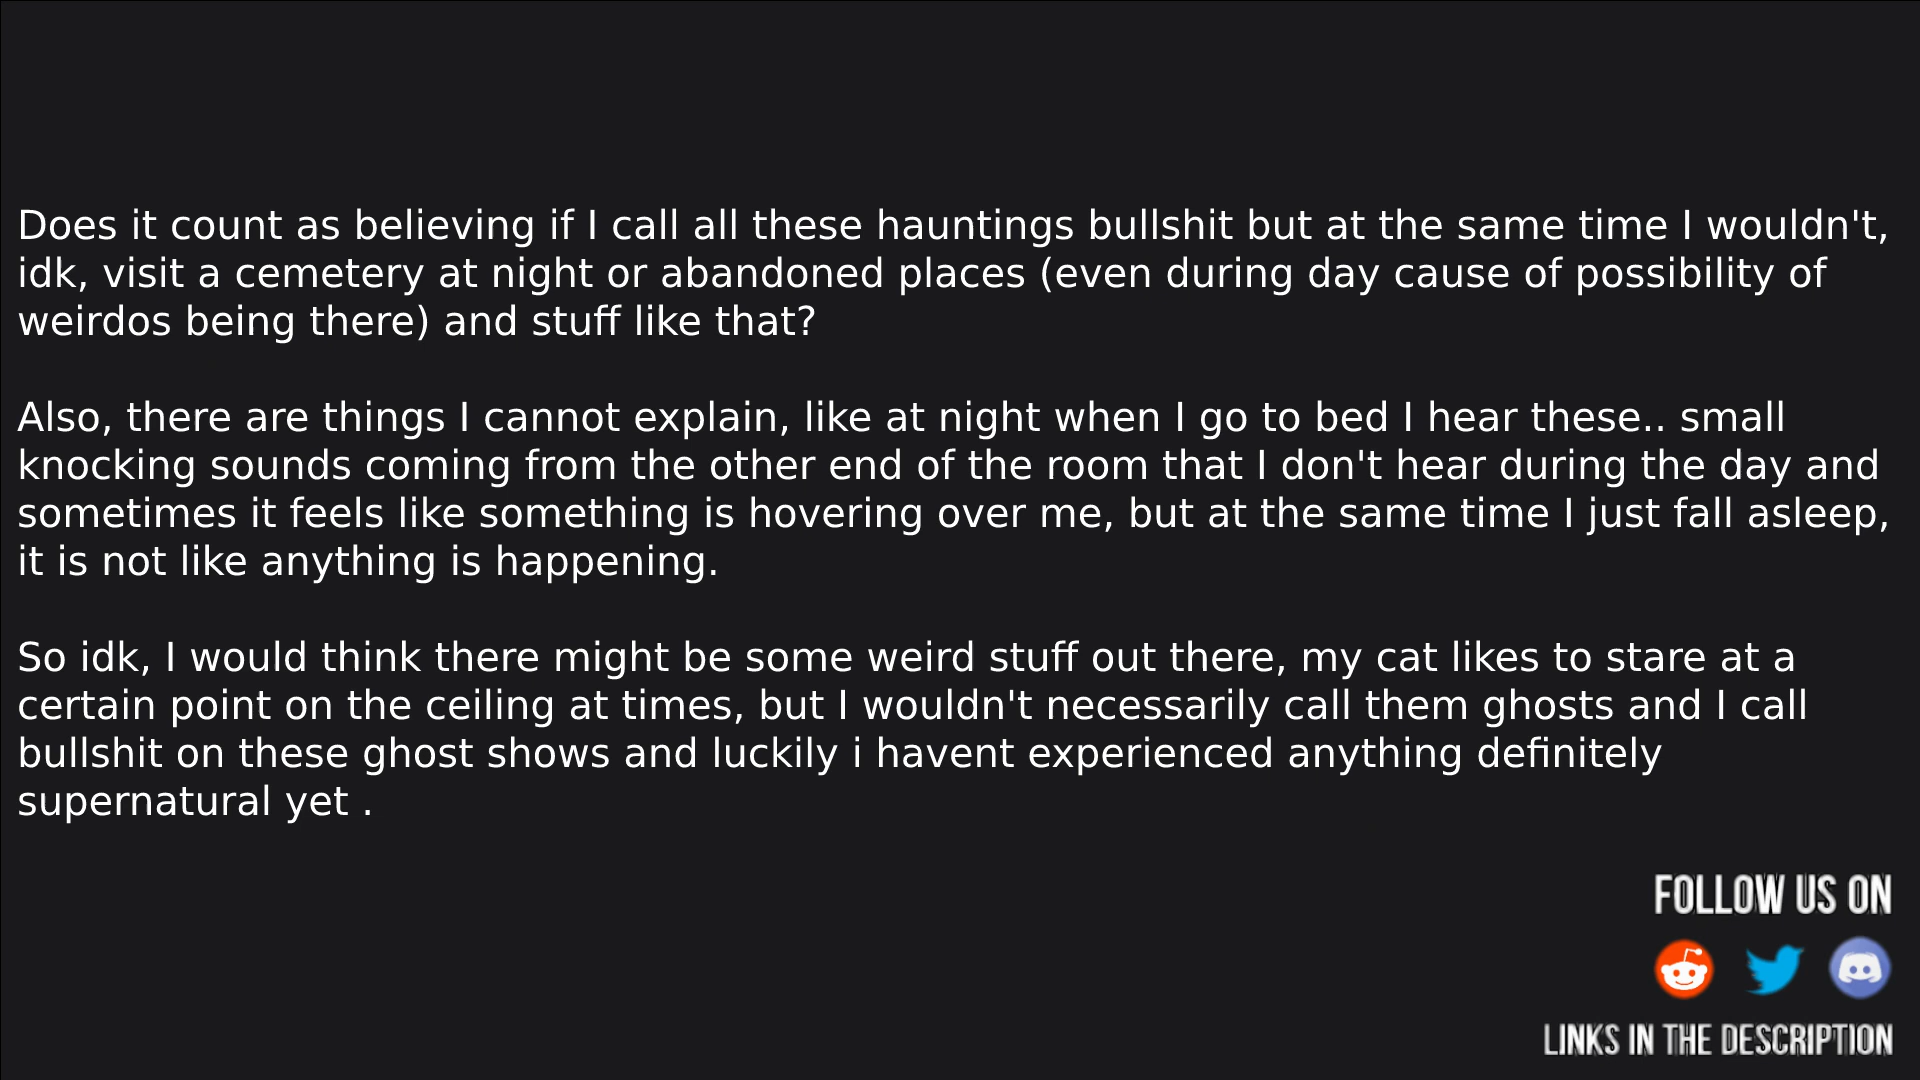 Does it count as believing if I call all these hauntings bullshit but at the same time I wouldn't,
idk, visit a cemetery at night or abandoned places (even during day cause of possibility of
weirdos being there) and stuff like that?
Also, there are things I cannot explain, like at night when I go to bed I hear these.. small
knocking sounds coming from the other end of the room that I don't hear during the day and
sometimes it feels like something is hovering over me, but at the same time I just fall asleep,
it is not like anything is happening.
So idk, I would think there might be some weird stuff out there, my cat likes to stare at a
certain point on the ceiling at times, but I wouldn't necessarily call them ghosts and I call
bullshit on these ghost shows and luckily i havent experienced anything definitely
supernatural yet .
FOLLOW US ON
LINKS IN THE DESCRIPTION